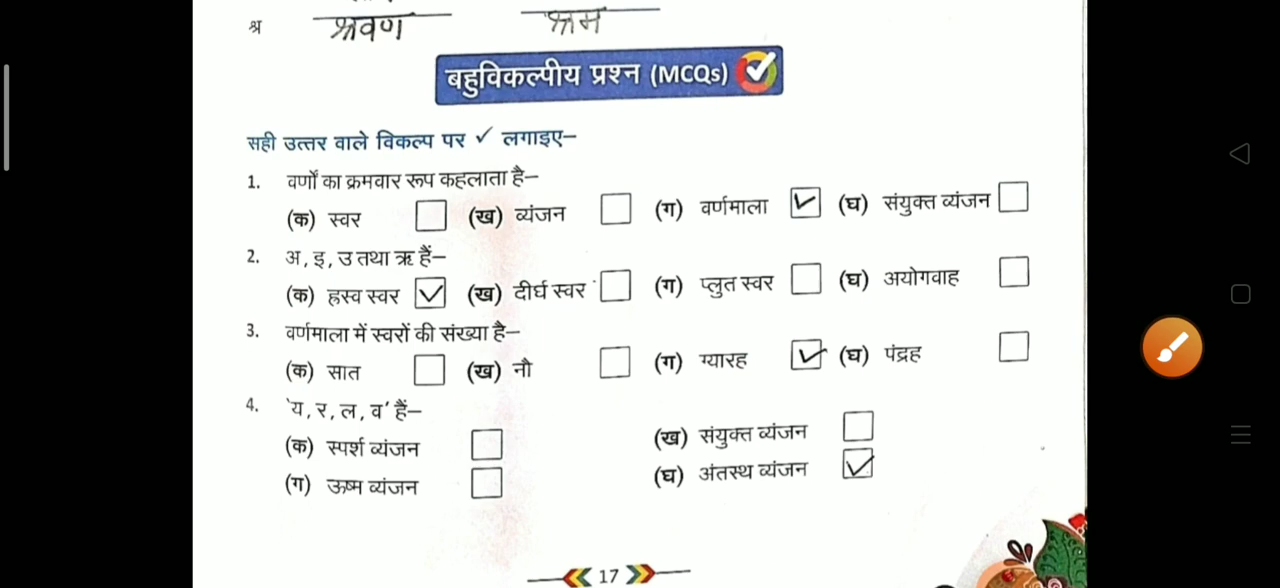 श्र श्रवण श्रम
बहुविकल्पीय प्रश्न (MCQs)
सही उत्तर वाले विकल्प पर ✓ लगाइए–
1. वर्णों का क्रमवार रूप कहलाता है–
(क) स्वर (ख) व्यंजन (ग) वर्णमाला ✓ (घ) संयुक्त व्यंजन
2. अ, इ, उ तथा ऋ हैं–
(क) ह्रस्व स्वर ✓ (ख) दीर्घ स्वर (ग) प्लुत स्वर (घ) अयोगवाह
3. वर्णमाला में स्वरों की संख्या है–
(क) सात (ख) नौ (ग) ग्यारह ✓ (घ) पंद्रह
4. 'य, र, ल, व' हैं–
(क) स्पर्श व्यंजन (ख) संयुक्त व्यंजन
(ग) ऊष्म व्यंजन (घ) अंतस्थ व्यंजन ✓
17